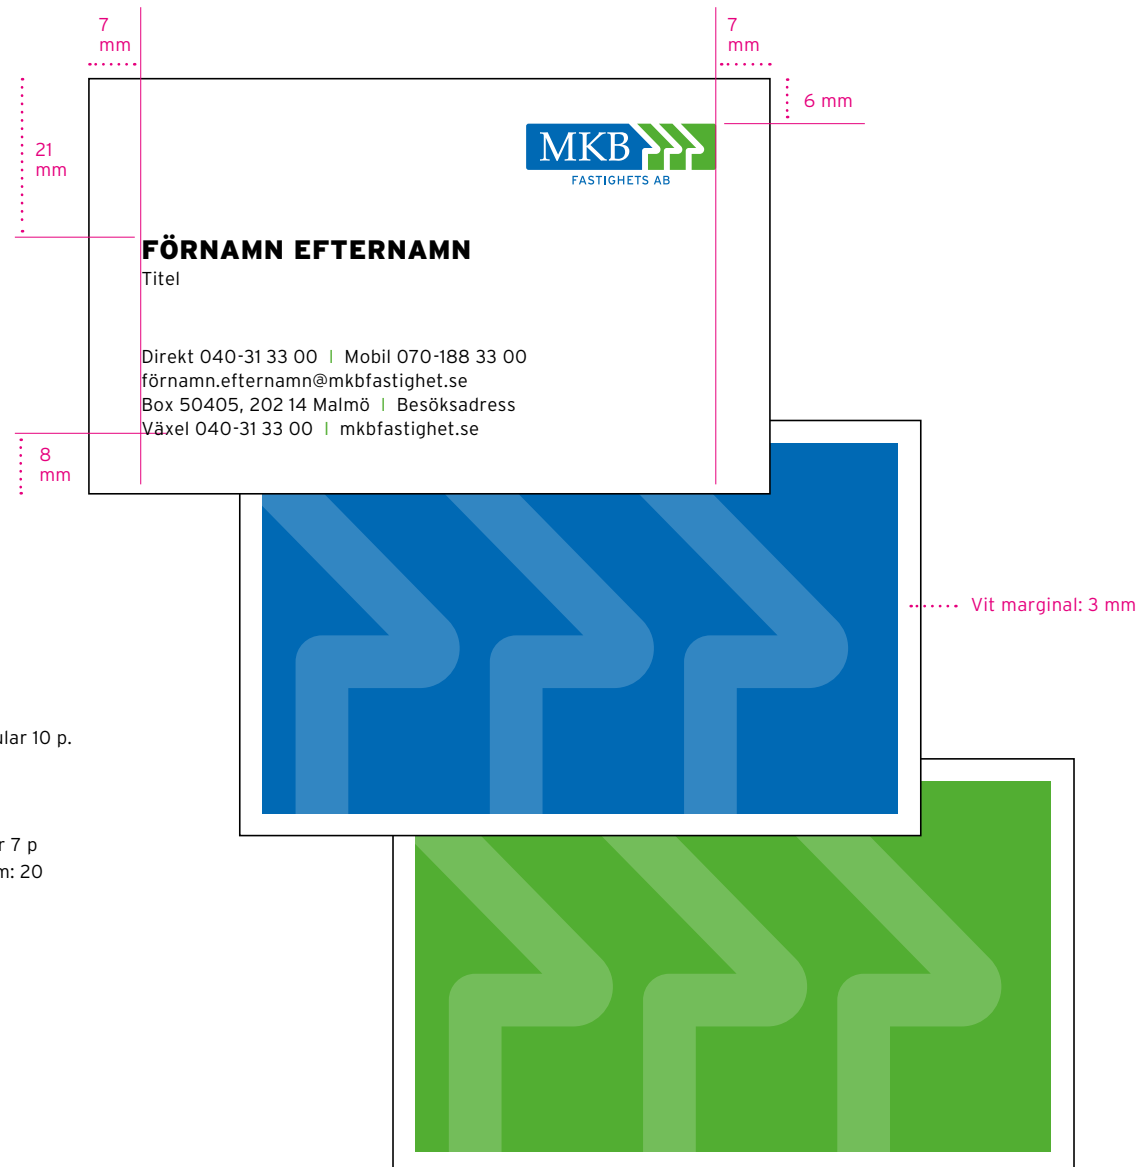 7
mm
7
mm
6 mm
21
mm
MKB
FASTIGHETS AB
FÖRNAMN EFTERNAMN
Titel
Direkt 040-31 33 00 | Mobil 070-188 33 00
förnamn.efternamn@mkbfastighet.se
Box 50405, 202 14 Malmö | Besöksadress
Växel 040-31 33 00 | mkbfastighet.se
8
mm
Vit marginal: 3 mm
10 p.
7 p
20